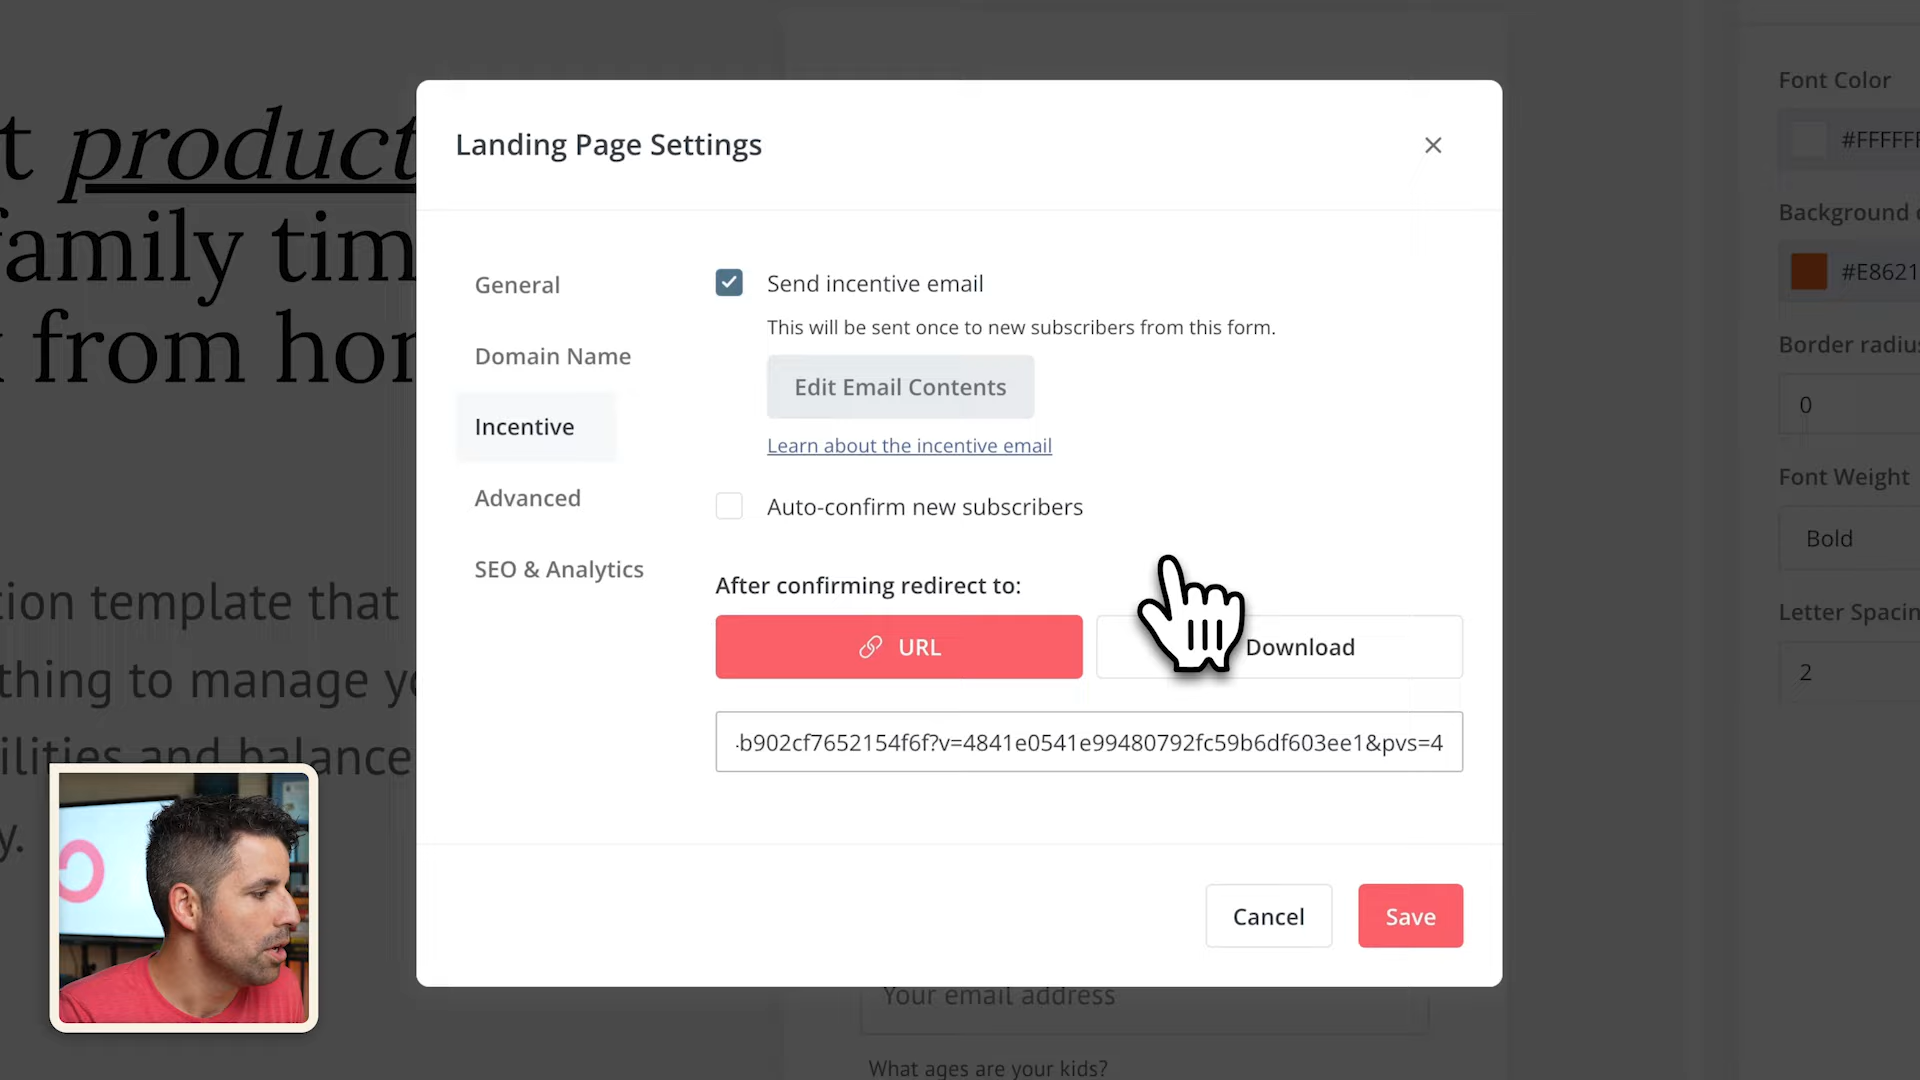 Landing Page Settings
General
Domain Name
Incentive
Advanced
SEO & Analytics
Send incentive email
This will be sent once to new subscribers from this form.
Edit Email Contents
Learn about the incentive email
Auto-confirm new subscribers
After confirming redirect to:
URL
Download
b902cf7652154f6f?v=4841e0541e99480792fc59b6df603ee1&pvs=4
Cancel
Save
t product
family tim
from hor
tion template that
thing to manage yo
ilities and balance
y.
Your email address
What ages are your kids?
Font Color
#FFFFFF
Background c
#E8621
Border radius
0
Font Weight
Bold
Letter Spacin
2